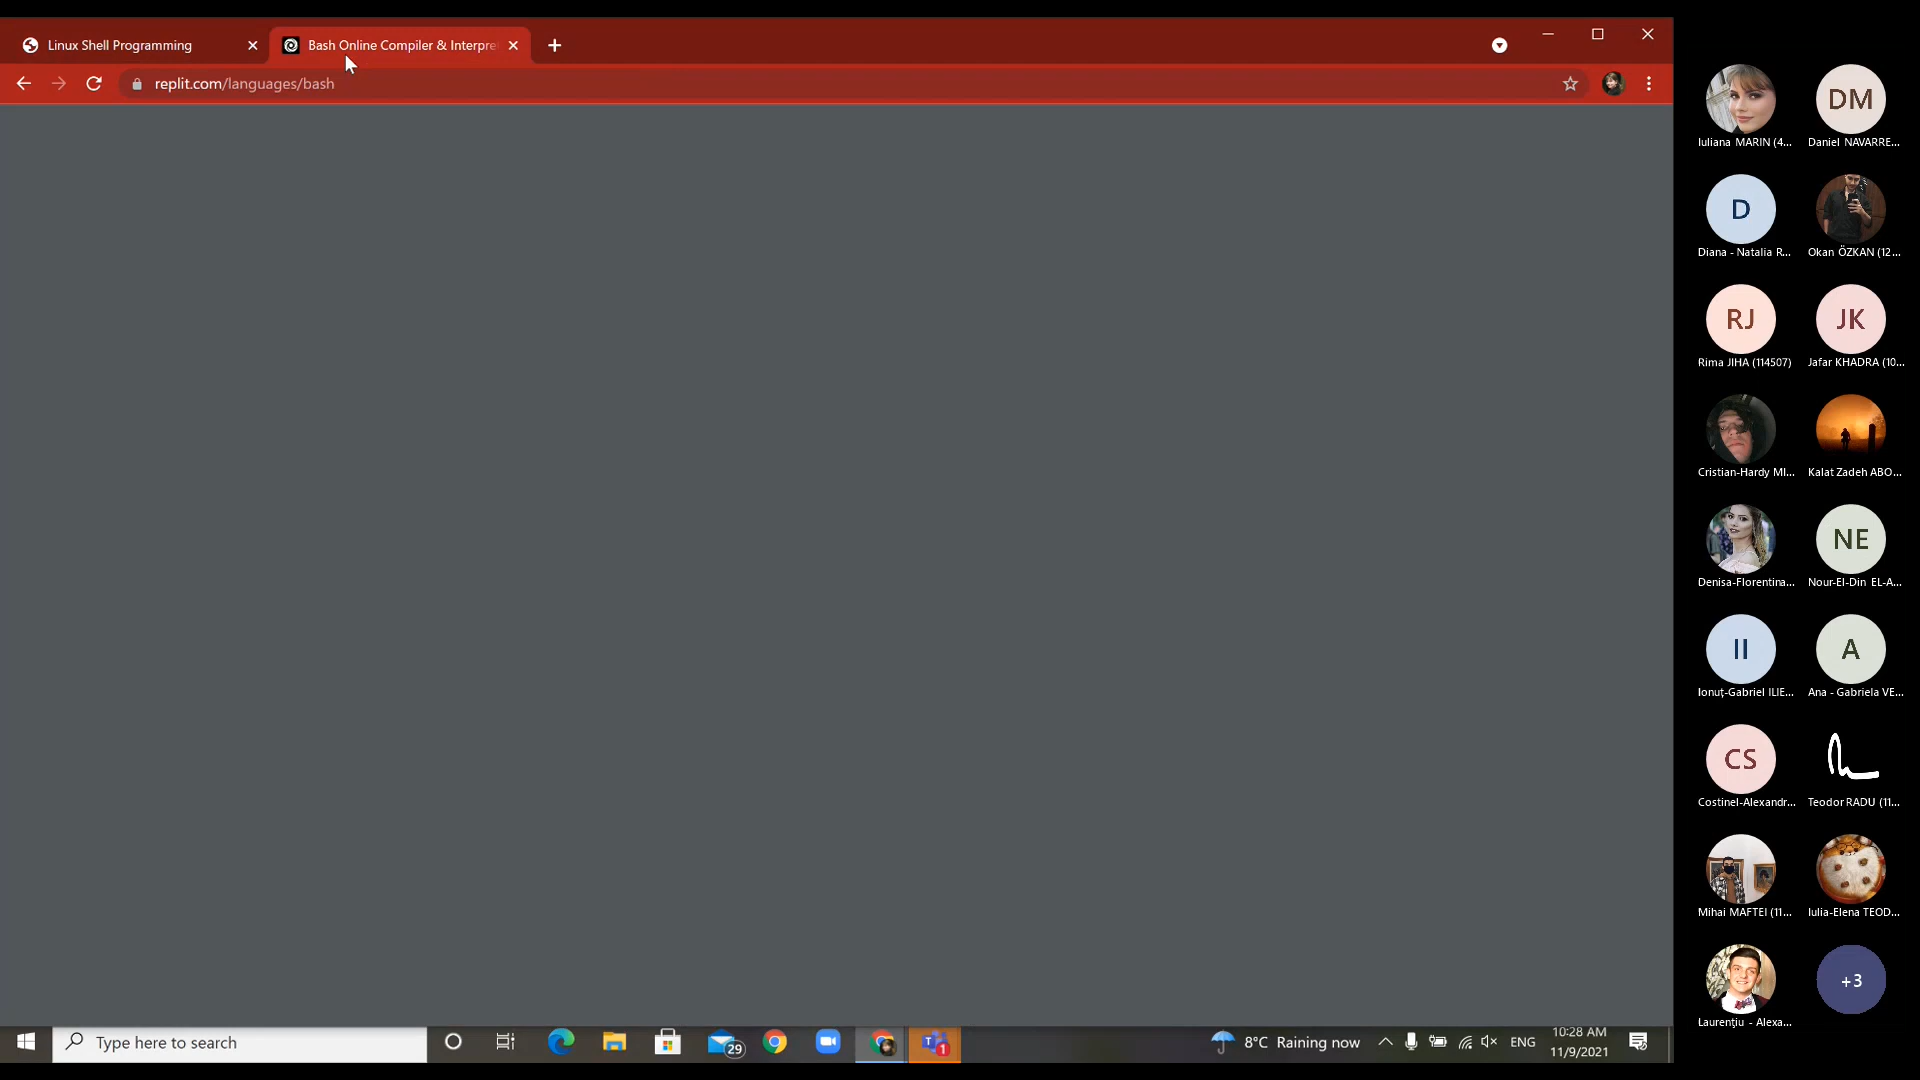 Linux Shell Programming
Bash Online Compiler & Interpre
replit.com/languages/bash
Iuliana MARIN (4...
DM
Daniel NAVARRE...
D
Diana - Natalia R...
Okan ÖZKAN (12...
RJ
Rima JIHA (114507)
JK
Jafar KHADRA (10...
Cristian-Hardy MI...
Kalat Zadeh ABO...
Denisa-Florentina...
NE
Nour-El-Din EL-A...
II
Ionuț-Gabriel ILIE...
A
Ana - Gabriela VE...
CS
Costinel-Alexandr...
Teodor RADU (11...
Mihai MAFTEI (11...
Iulia-Elena TEOD...
Laurențiu - Alexa...
+3
Type here to search
29
T
1
8°C Raining now
ENG
10:28 AM
11/9/2021